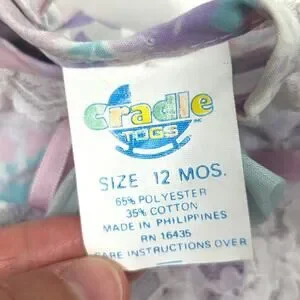 cradle
TOGS
SIZE 12 MOS.
65% POLYESTER
35% COTTON
MADE IN PHILIPPINES
RN 16435
CARE INSTRUCTIONS OVER